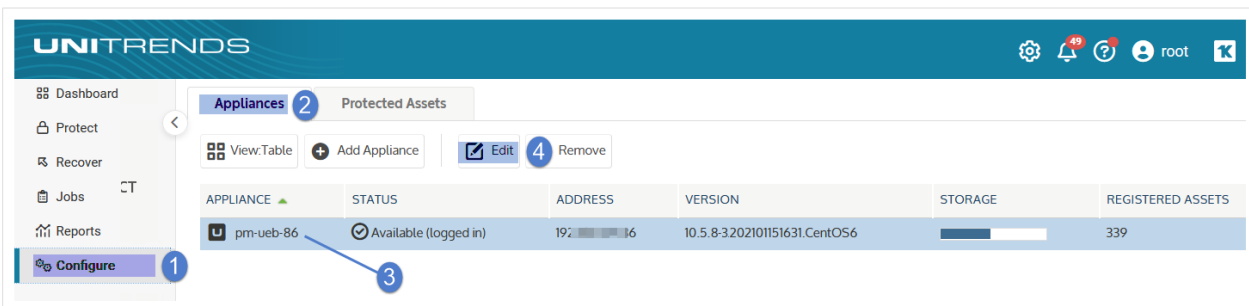 UNITRENDS
49
root
Dashboard
Protect
Recover
CT
Jobs
Reports
Configure 1
Appliances 2 Protected Assets
View:Table Add Appliance Edit 4 Remove
APPLIANCE STATUS ADDRESS VERSION STORAGE REGISTERED ASSETS
pm-ueb-86 Available (logged in) 10.5.8-3.202101151631.CentOS6 339
3